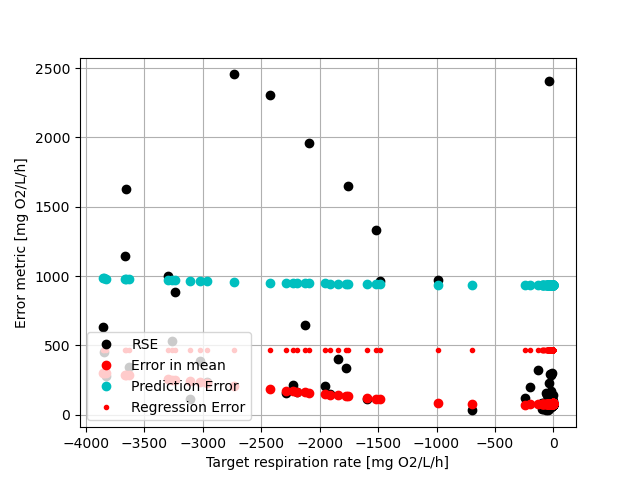 Error metric [mg O2/L/h]
2500
2000
1500
1000
500
0
RSE
Error in mean
Prediction Error
Regression Error
−4000 −3500 −3000 −2500 −2000 −1500 −1000 −500 0
Target respiration rate [mg O2/L/h]